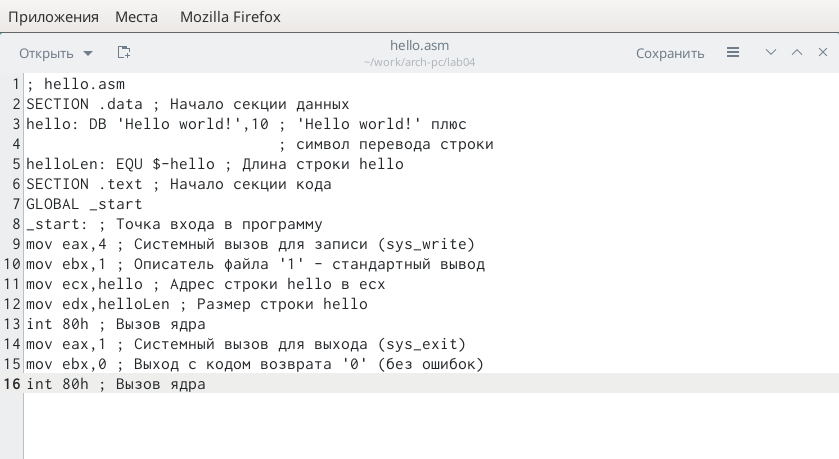 Приложения Места Mozilla Firefox
Открыть hello.asm Сохранить
~/work/arch-pc/lab04
1 ; hello.asm
2 SECTION .data ; Начало секции данных
3 hello: DB 'Hello world!',10 ; 'Hello world!' плюс
4                             ; символ перевода строки
5 helloLen: EQU $-hello ; Длина строки hello
6 SECTION .text ; Начало секции кода
7 GLOBAL _start
8 _start: ; Точка входа в программу
9 mov eax,4 ; Системный вызов для записи (sys_write)
10 mov ebx,1 ; Описатель файла '1' - стандартный вывод
11 mov ecx,hello ; Адрес строки hello в ecx
12 mov edx,helloLen ; Размер строки hello
13 int 80h ; Вызов ядра
14 mov eax,1 ; Системный вызов для выхода (sys_exit)
15 mov ebx,0 ; Выход с кодом возврата '0' (без ошибок)
16 int 80h ; Вызов ядра